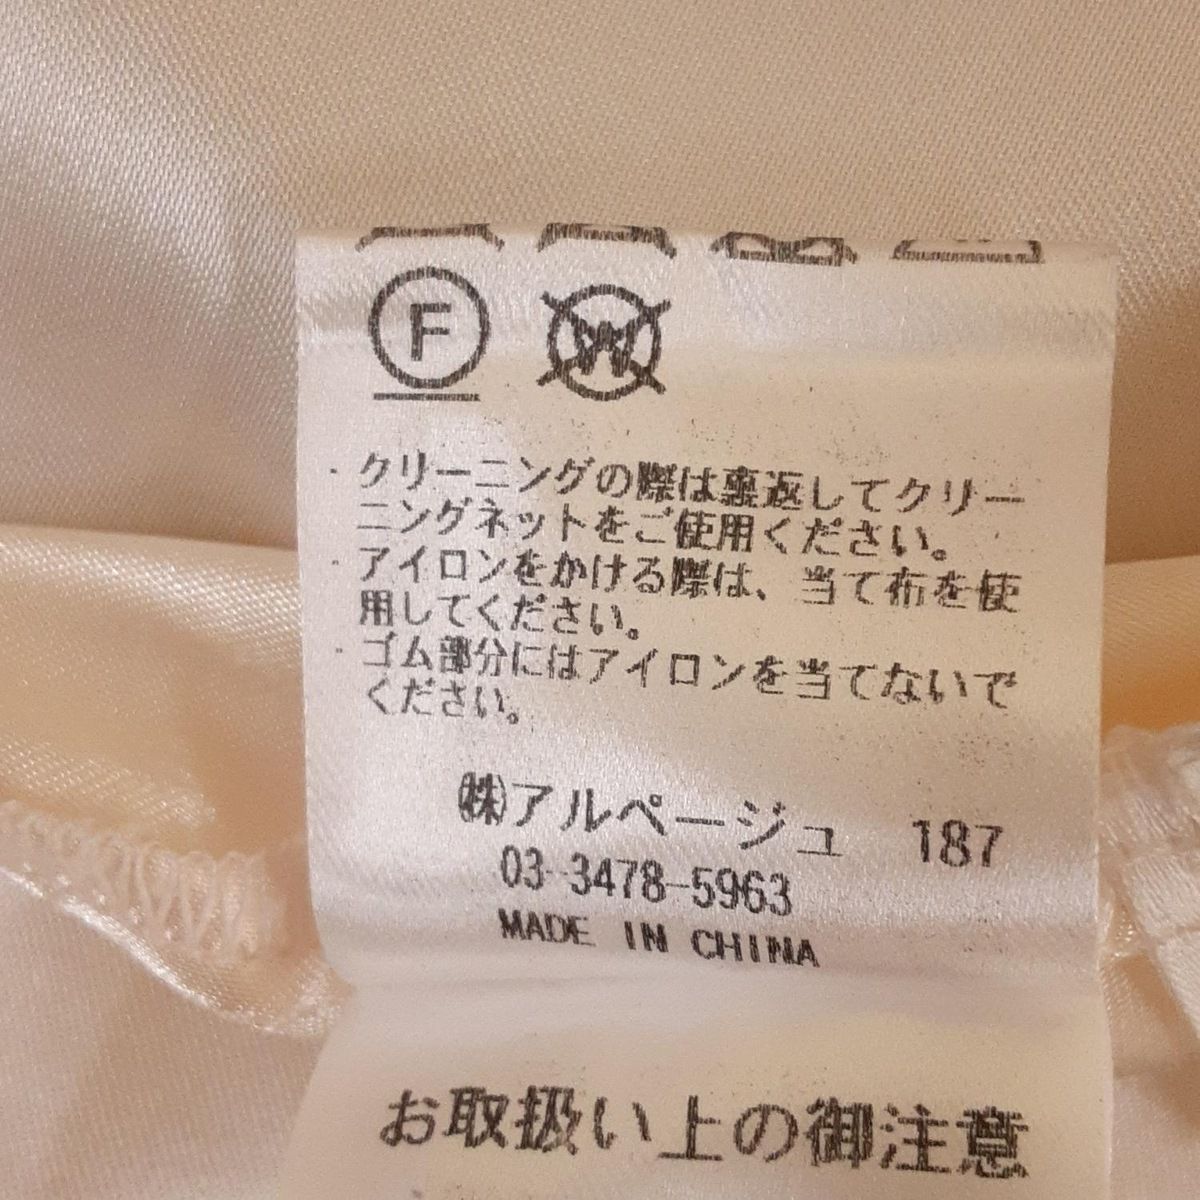 F W
・クリーニングの際は裏返してクリー
ニングネットをご使用ください。
・アイロンをかける際は、当て布を使
用してください。
・ゴム部分にはアイロンを当てないで
ください。
㈱アルページュ 187
03-3478-5963
MADE IN CHINA
お取扱い上の御注意